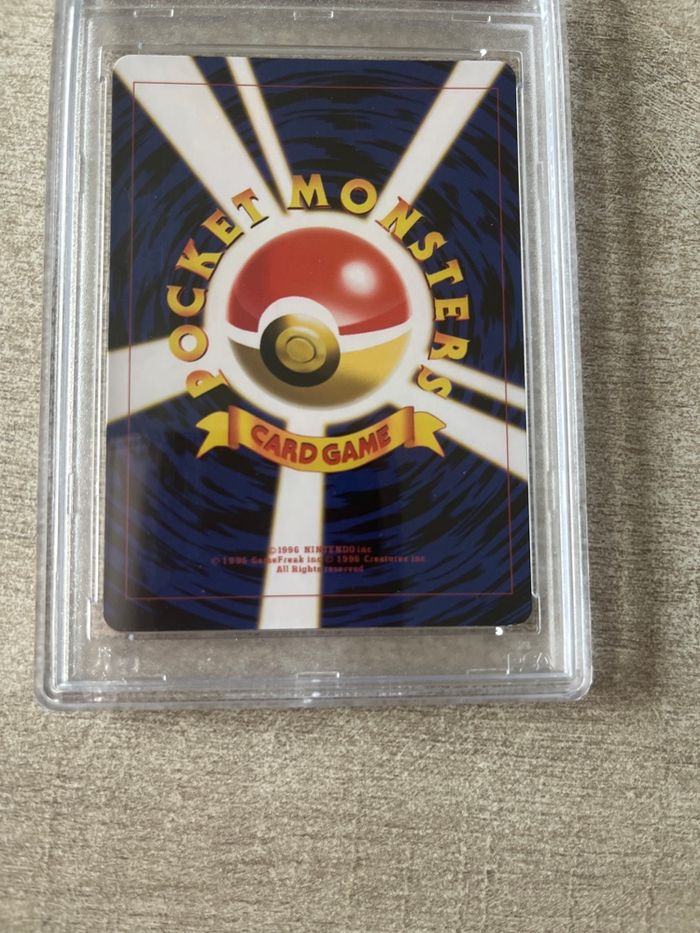 POCKET MONSTERS
CARD GAME
©1996 NINTENDO inc
©1996 GameFreak inc © 1996 Creatures inc
All Rights reserved